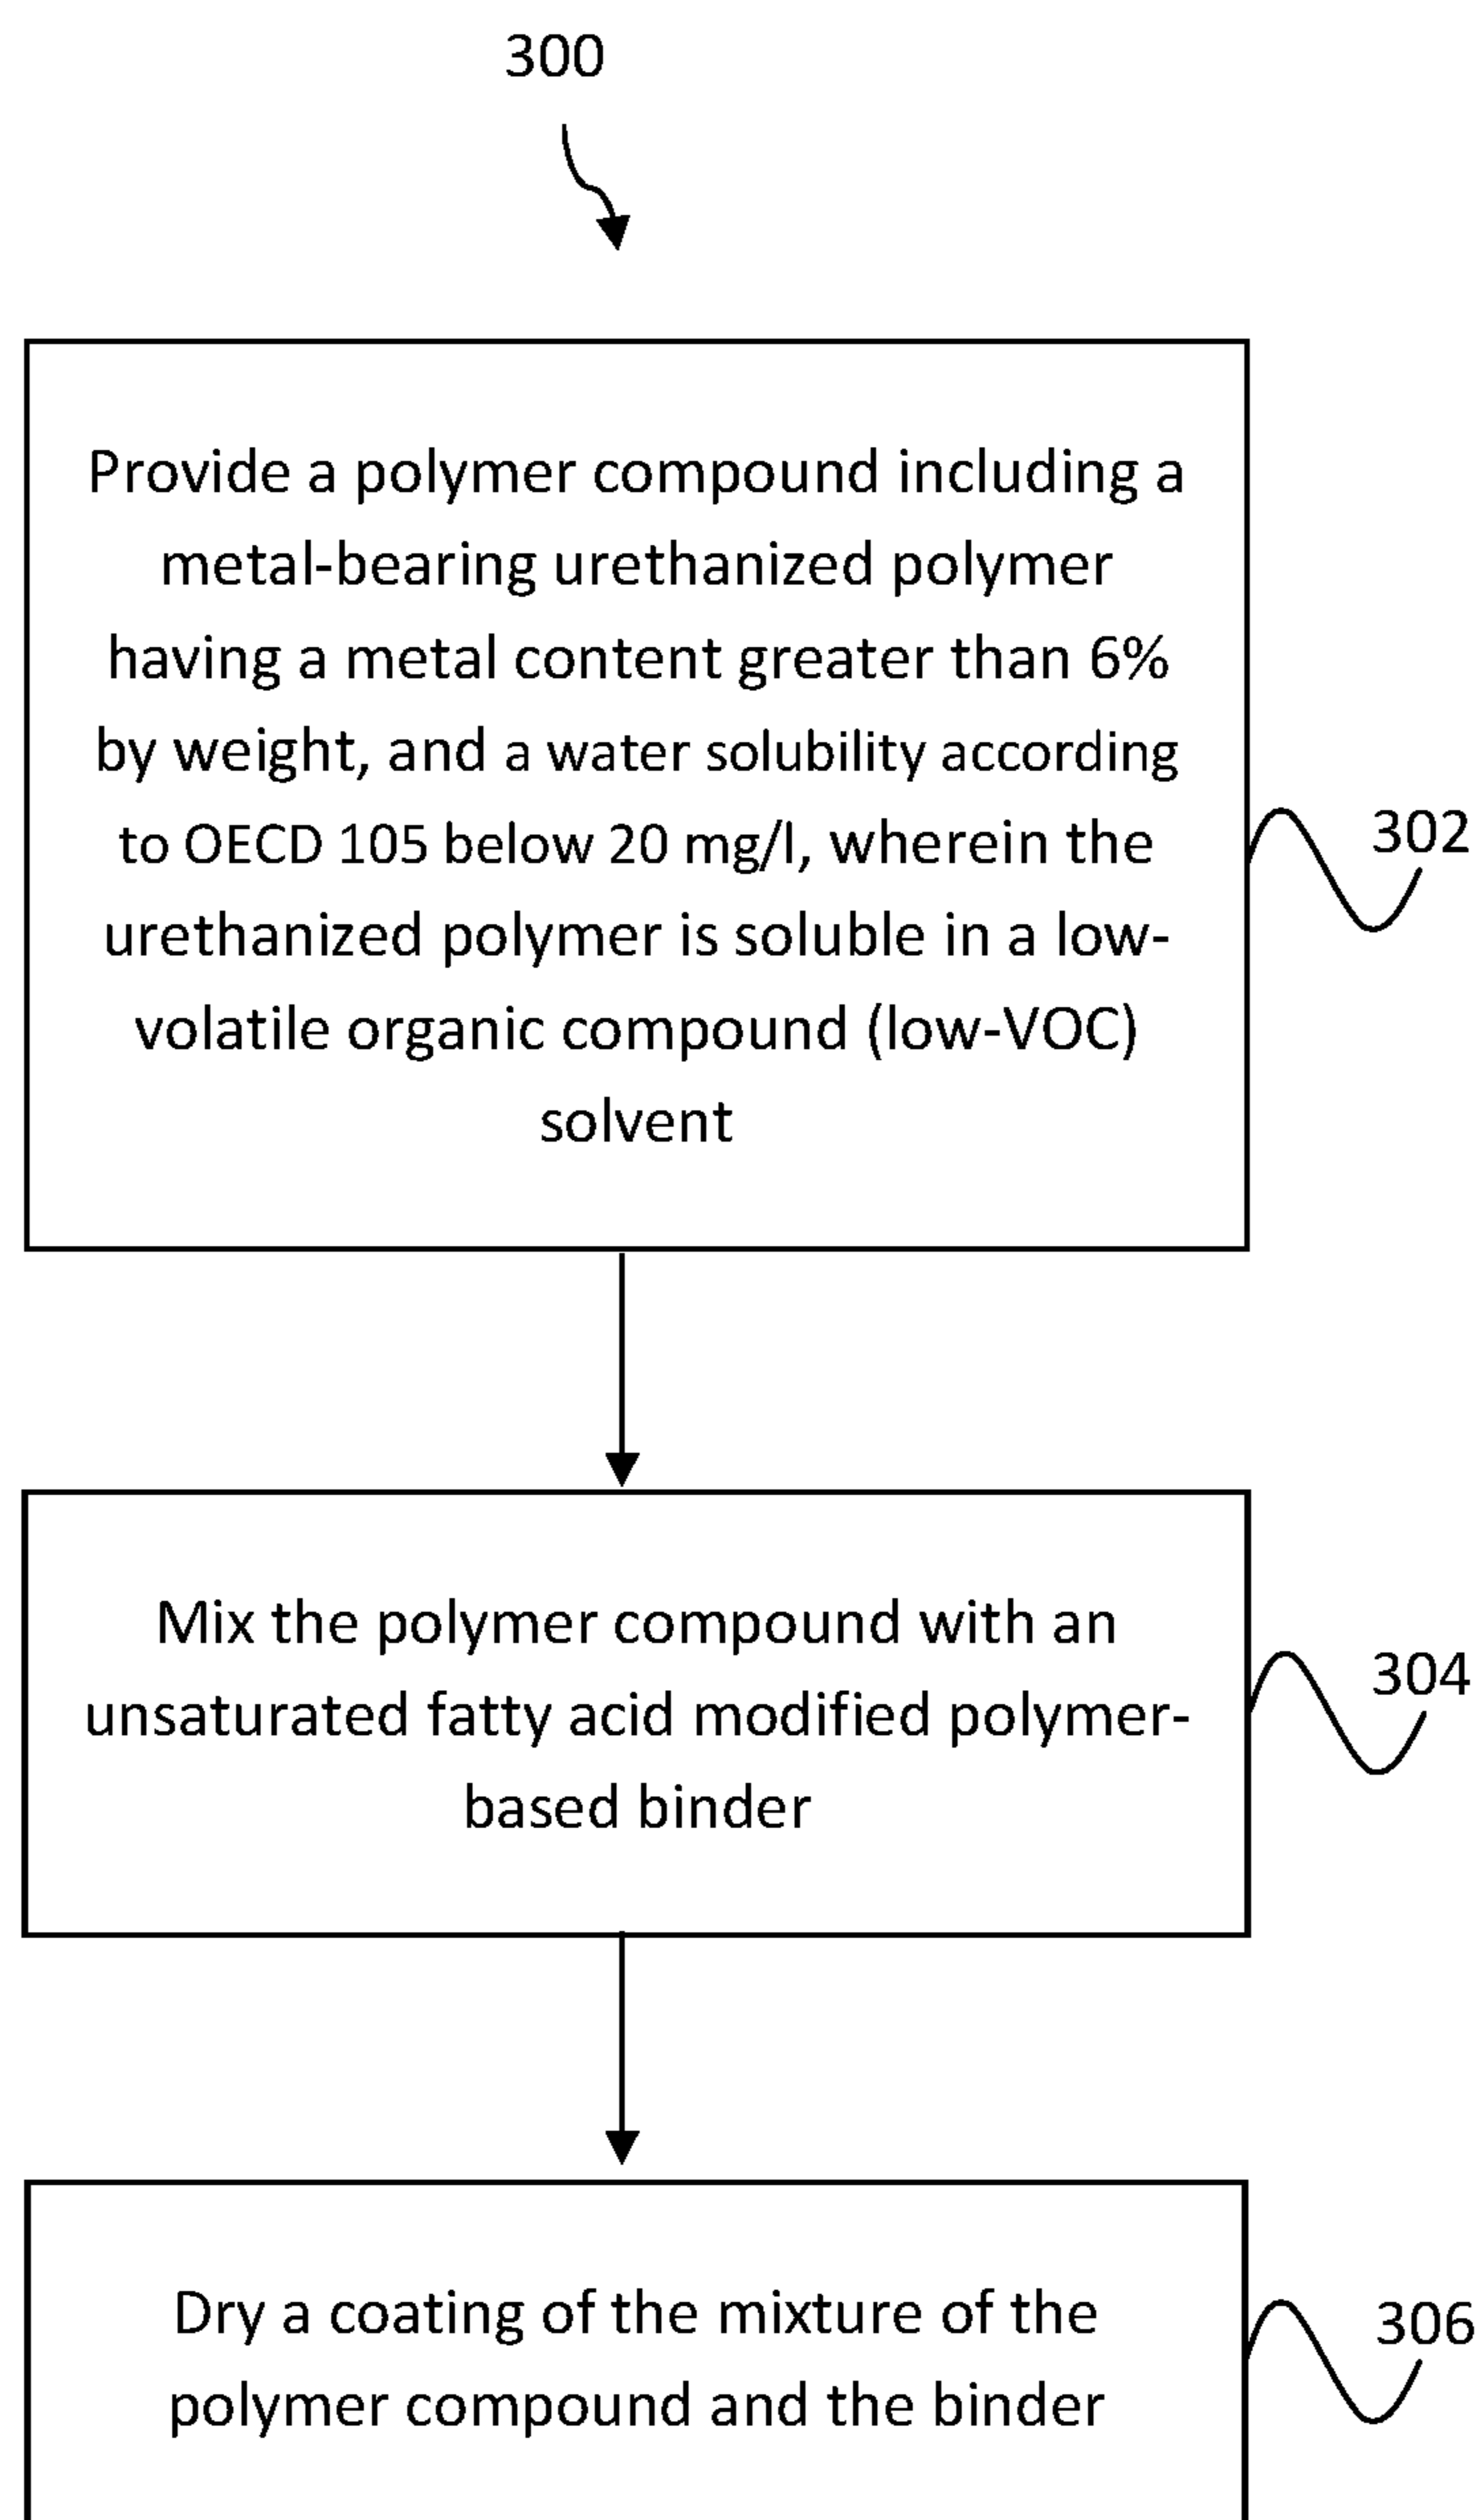 300
Provide a polymer compound including a
metal-bearing urethanized polymer
having a metal content greater than 6%
by weight, and a water solubility according
to OECD 105 below 20 mg/l, wherein the
urethanized polymer is soluble in a low-
volatile organic compound (low-VOC)
solvent
302
Mix the polymer compound with an
unsaturated fatty acid modified polymer-
based binder
304
Dry a coating of the mixture of the
polymer compound and the binder
306